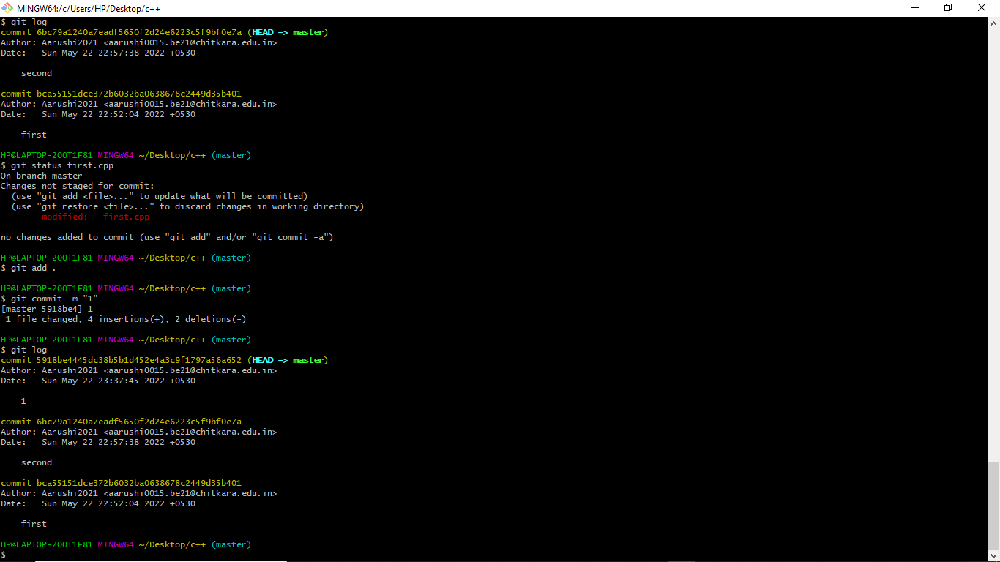 MINGW64:/c/Users/HP/Desktop/c++
$ git log
commit 6bc79a1240a7eadf5650f2d24e6223c5f9bf0e7a (HEAD -> master)
Author: Aarushi2021 <aarushi0015.be21@chitkara.edu.in>
Date:   Sun May 22 22:57:38 2022 +0530
    second
commit bca55151dce372b6032ba0638678c2449d35b401
Author: Aarushi2021 <aarushi0015.be21@chitkara.edu.in>
Date:   Sun May 22 22:52:04 2022 +0530
    first
HP@LAPTOP-2OOT1F81 MINGW64 ~/Desktop/c++ (master)
$ git status first.cpp
On branch master
Changes not staged for commit:
  (use "git add <file>..." to update what will be committed)
  (use "git restore <file>..." to discard changes in working directory)
        modified:   first.cpp
no changes added to commit (use "git add" and/or "git commit -a")
HP@LAPTOP-2OOT1F81 MINGW64 ~/Desktop/c++ (master)
$ git add .
HP@LAPTOP-2OOT1F81 MINGW64 ~/Desktop/c++ (master)
$ git commit -m "1"
[master 5918be4] 1
 1 file changed, 4 insertions(+), 2 deletions(-)
HP@LAPTOP-2OOT1F81 MINGW64 ~/Desktop/c++ (master)
$ git log
commit 5918be4445dc38b5b1d452e4a3c9f1797a56a652 (HEAD -> master)
Author: Aarushi2021 <aarushi0015.be21@chitkara.edu.in>
Date:   Sun May 22 23:37:45 2022 +0530
    1
commit 6bc79a1240a7eadf5650f2d24e6223c5f9bf0e7a
Author: Aarushi2021 <aarushi0015.be21@chitkara.edu.in>
Date:   Sun May 22 22:57:38 2022 +0530
    second
commit bca55151dce372b6032ba0638678c2449d35b401
Author: Aarushi2021 <aarushi0015.be21@chitkara.edu.in>
Date:   Sun May 22 22:52:04 2022 +0530
    first
HP@LAPTOP-2OOT1F81 MINGW64 ~/Desktop/c++ (master)
$